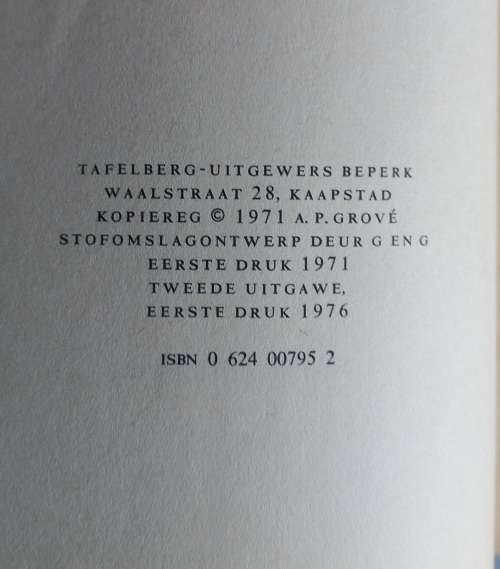 TAFELBERG-UITGEWERS BEPERK
WAALSTRAAT 28, KAAPSTAD
KOPIEREG © 1971 A. P. GROVÉ
STOFOMSLAGONTWERP DEUR G EN G
EERSTE DRUK 1971
TWEEDE UITGAWE,
EERSTE DRUK 1976
ISBN 0 624 00795 2